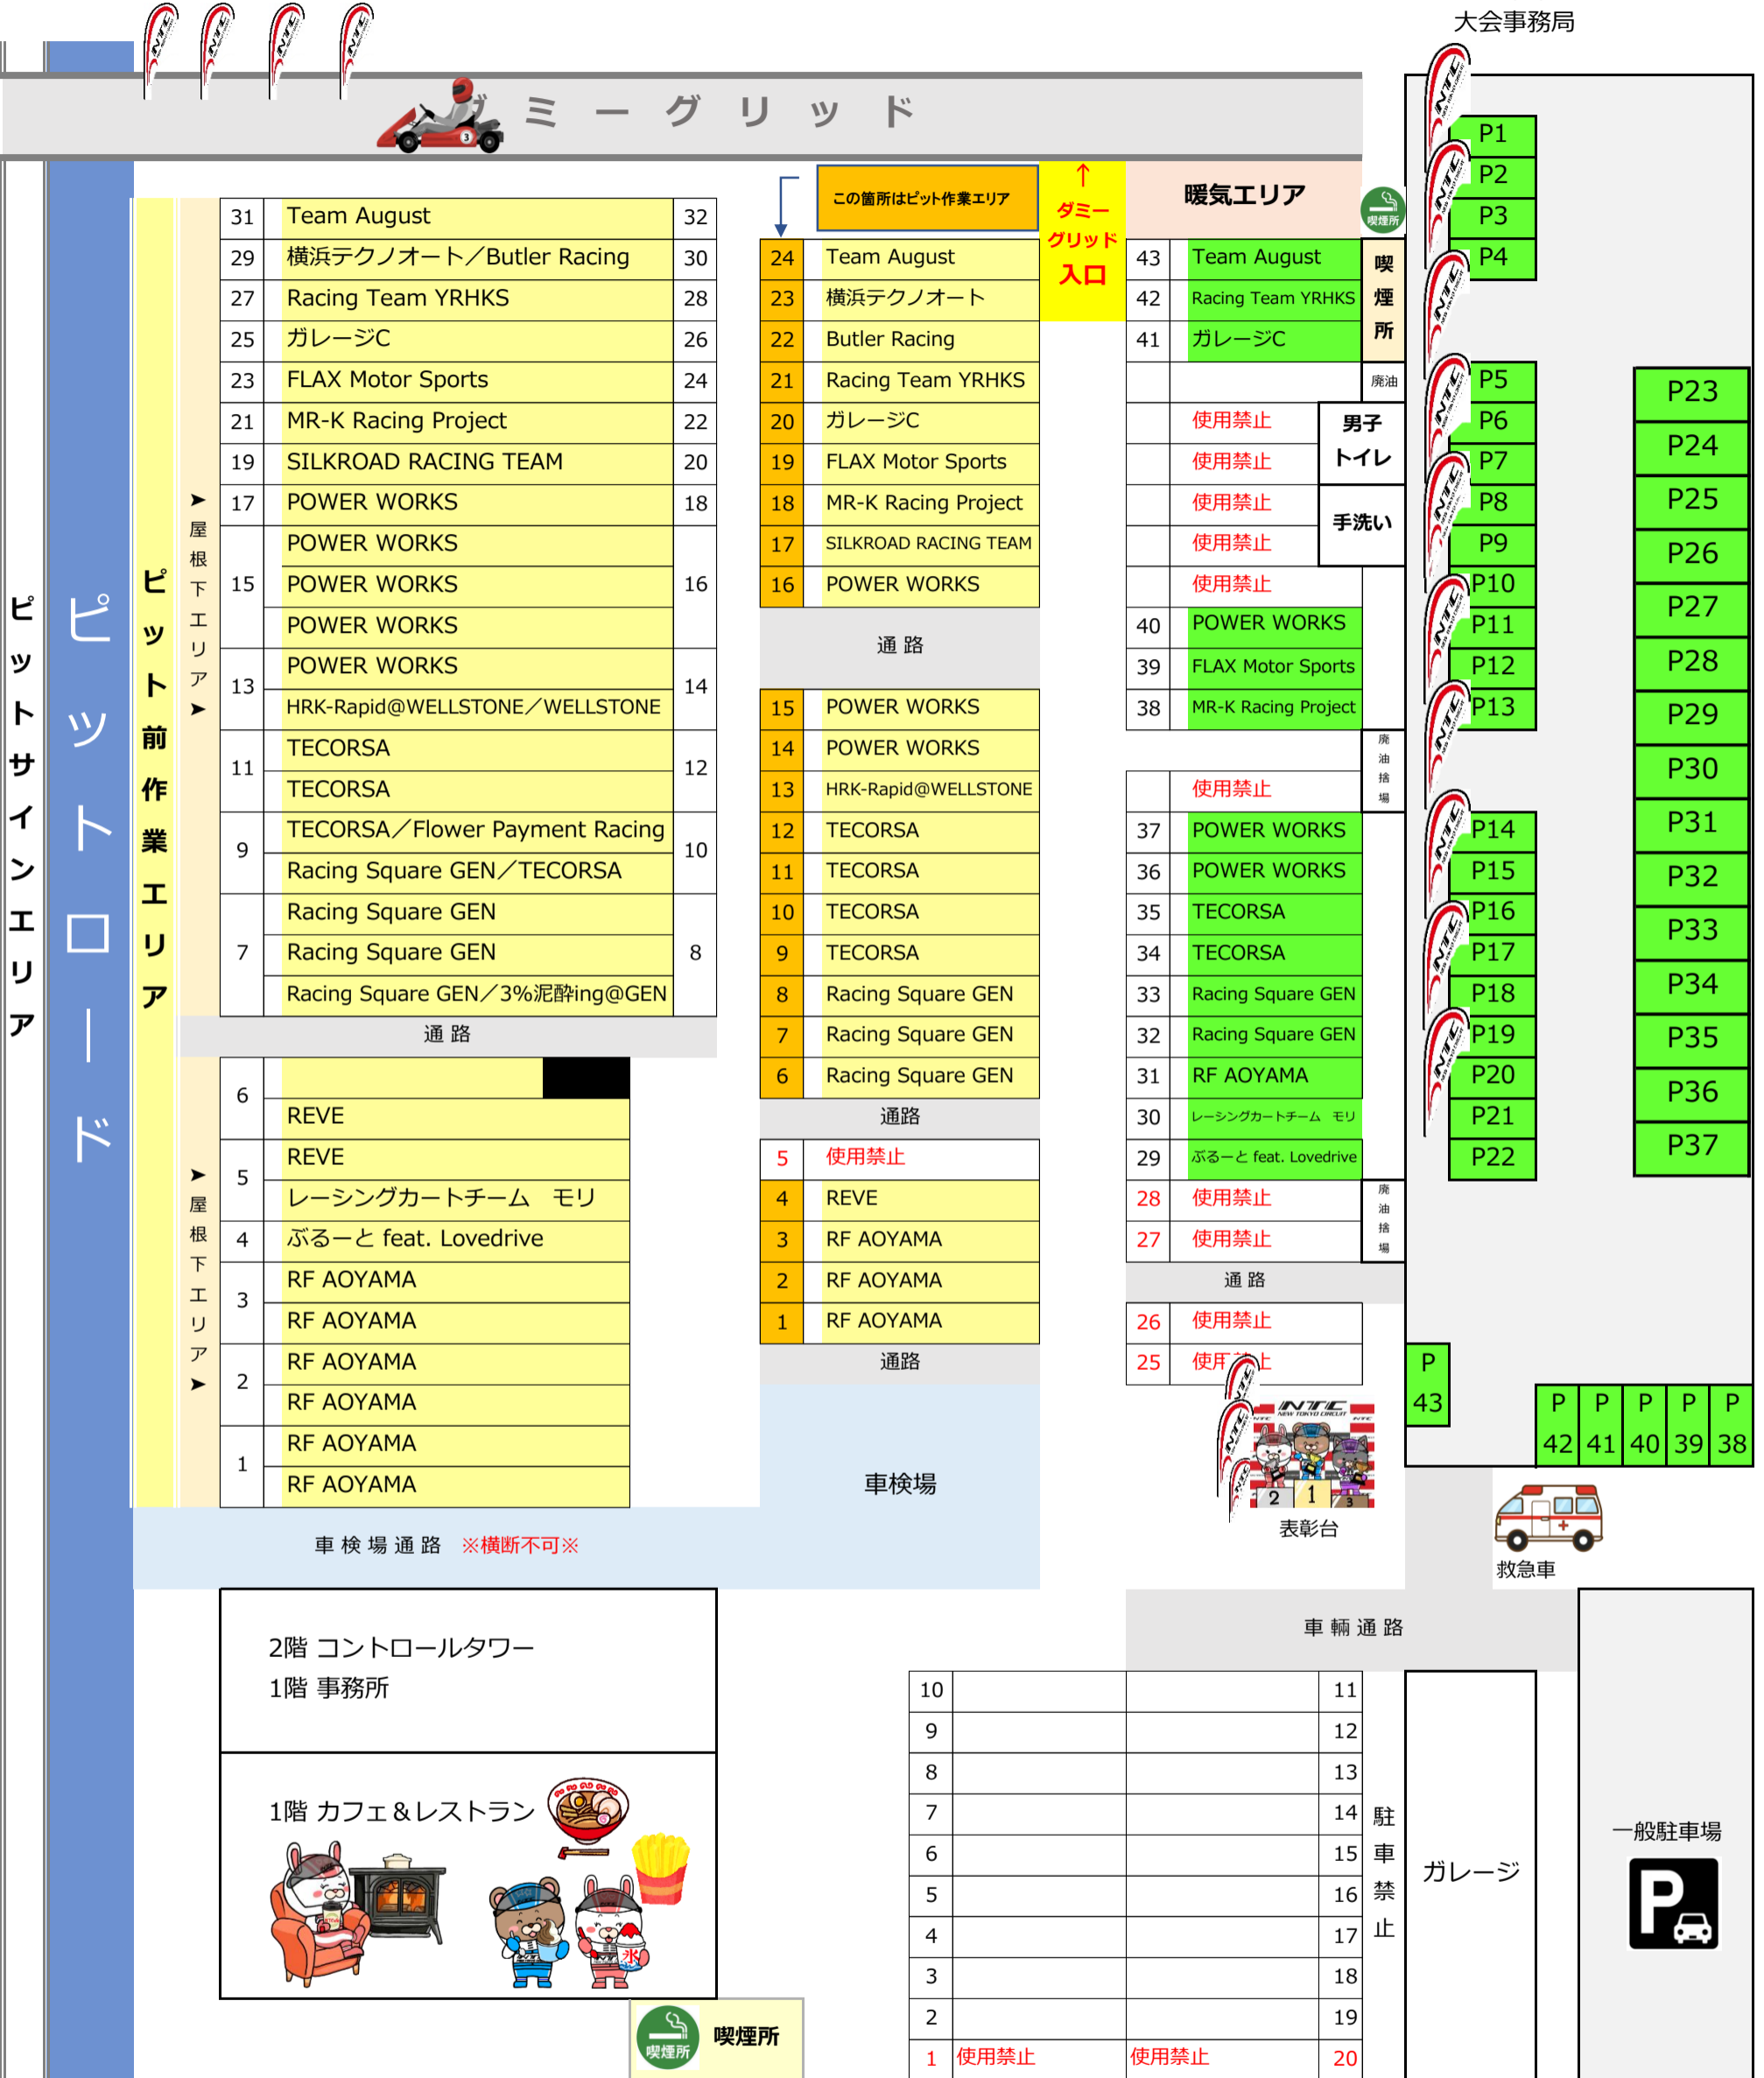 大会事務局
ダミーグリッド
この箇所はピット作業エリア
↑
ダミー
グリッド
入口
暖気エリア
喫煙所
喫煙所
廃油
男子
トイレ
手洗い
廃油捨場
廃油捨場
ピットサインエリア
ピットロード
ピット前作業エリア
➤屋根下エリア➤
➤屋根下エリア➤
31 Team August 32
29 横浜テクノオート／Butler Racing 30
27 Racing Team YRHKS 28
25 ガレージC 26
23 FLAX Motor Sports 24
21 MR-K Racing Project 22
19 SILKROAD RACING TEAM 20
17 POWER WORKS 18
POWER WORKS
15 POWER WORKS 16
POWER WORKS
POWER WORKS
13 14
HRK-Rapid@WELLSTONE／WELLSTONE
TECORSA
11 12
TECORSA
TECORSA／Flower Payment Racing
9 10
Racing Square GEN／TECORSA
Racing Square GEN
7 Racing Square GEN 8
Racing Square GEN／3%泥酔ing@GEN
通路
6
REVE
REVE
5
レーシングカートチーム　モリ
4 ぶるーと feat. Lovedrive
RF AOYAMA
3
RF AOYAMA
RF AOYAMA
2
RF AOYAMA
RF AOYAMA
1
RF AOYAMA
車検場通路 ※横断不可※
24 Team August
23 横浜テクノオート
22 Butler Racing
21 Racing Team YRHKS
20 ガレージC
19 FLAX Motor Sports
18 MR-K Racing Project
17 SILKROAD RACING TEAM
16 POWER WORKS
通路
15 POWER WORKS
14 POWER WORKS
13 HRK-Rapid@WELLSTONE
12 TECORSA
11 TECORSA
10 TECORSA
9 TECORSA
8 Racing Square GEN
7 Racing Square GEN
6 Racing Square GEN
通路
5 使用禁止
4 REVE
3 RF AOYAMA
2 RF AOYAMA
1 RF AOYAMA
通路
車検場
43 Team August
42 Racing Team YRHKS
41 ガレージC
使用禁止
使用禁止
使用禁止
使用禁止
使用禁止
40 POWER WORKS
39 FLAX Motor Sports
38 MR-K Racing Project
使用禁止
37 POWER WORKS
36 POWER WORKS
35 TECORSA
34 TECORSA
33 Racing Square GEN
32 Racing Square GEN
31 RF AOYAMA
30 レーシングカートチーム　モリ
29 ぶるーと feat. Lovedrive
28 使用禁止
27 使用禁止
通路
26 使用禁止
25 使用禁止
NTC
NEW TOKYO CIRCUIT
2 1 3
表彰台
P1
P2
P3
P4
P5
P6
P7
P8
P9
P10
P11
P12
P13
P14
P15
P16
P17
P18
P19
P20
P21
P22
P23
P24
P25
P26
P27
P28
P29
P30
P31
P32
P33
P34
P35
P36
P37
P43
P42 P41 P40 P39 P38
救急車
車輌通路
2階 コントロールタワー
1階 事務所
1階 カフェ＆レストラン
氷
喫煙所
喫煙所
10 11
9 12
8 13
7 14
6 15
5 16
4 17
3 18
2 19
1 使用禁止 使用禁止 20
駐車禁止
ガレージ
一般駐車場
P